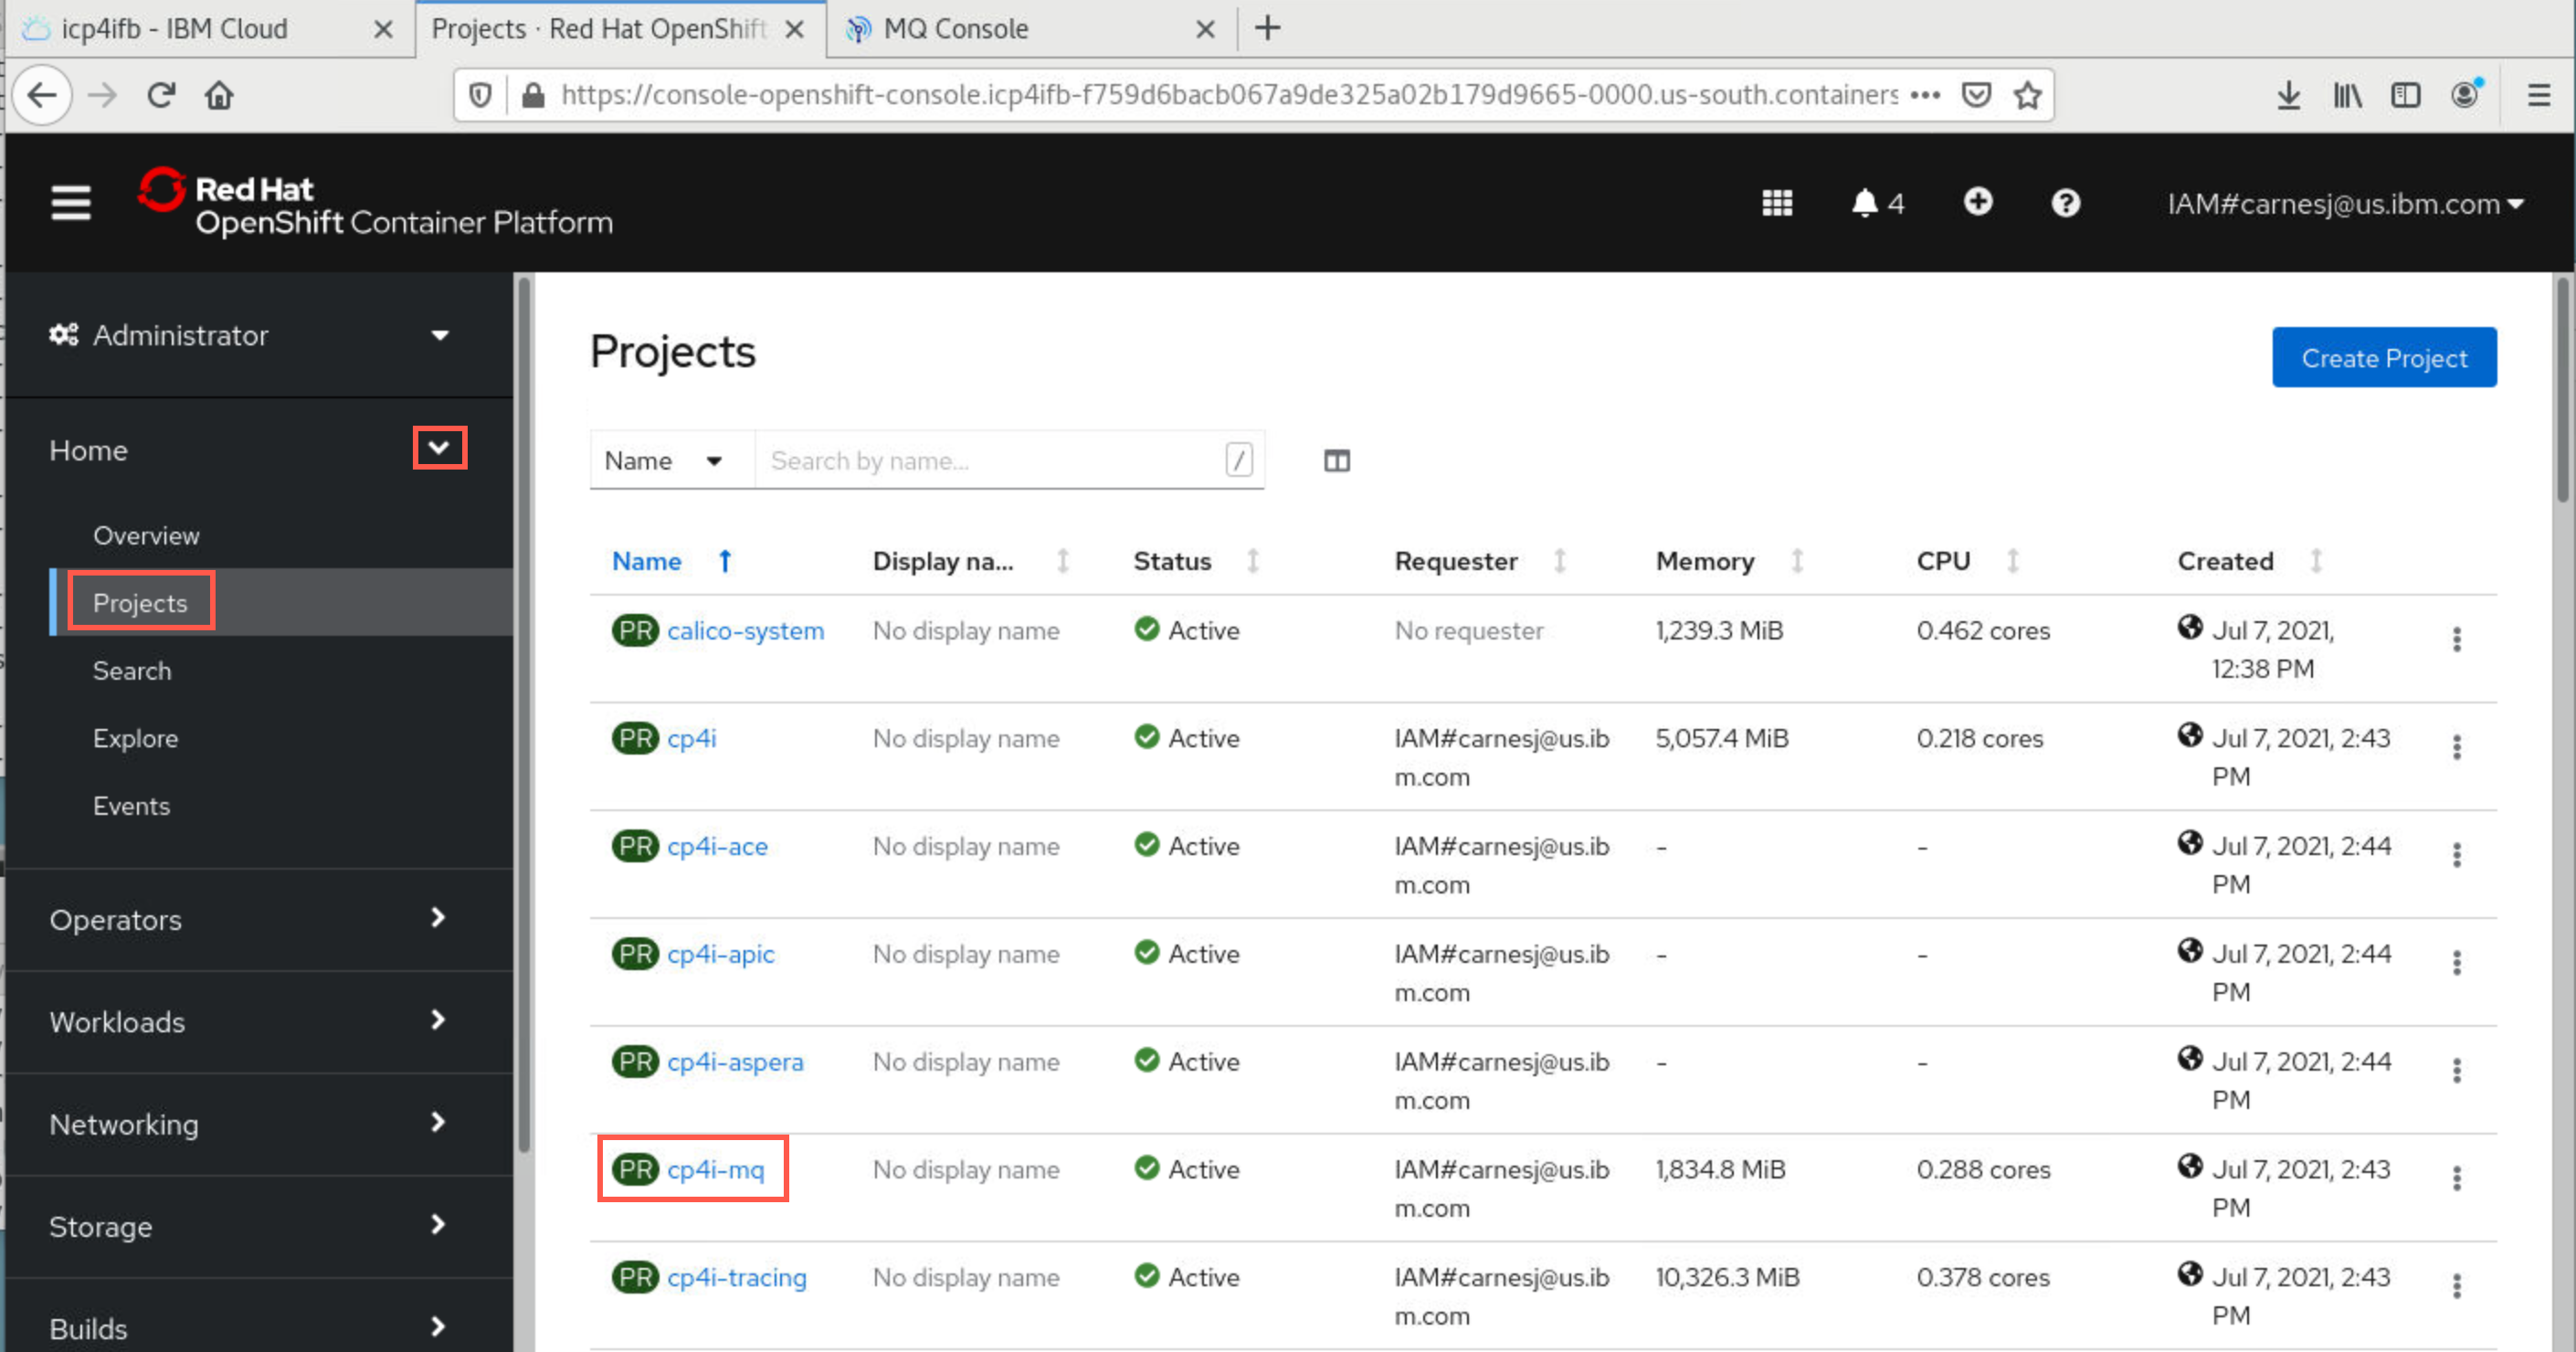 icp4ifb - IBM Cloud
Projects · Red Hat OpenShift
MQ Console
https://console-openshift-console.icp4ifb-f759d6bacb067a9de325a02b179d9665-0000.us-south.containers
Red Hat
OpenShift Container Platform
4
IAM#carnesj@us.ibm.com
Administrator
Home
Overview
Projects
Search
Explore
Events
Operators
Workloads
Networking
Storage
Builds
Projects
Create Project
Name
Search by name...
/
Name Display na... Status Requester Memory CPU Created
PR calico-system No display name Active No requester 1,239.3 MiB 0.462 cores Jul 7, 2021,
12:38 PM
PR cp4i No display name Active IAM#carnesj@us.ib 5,057.4 MiB 0.218 cores Jul 7, 2021, 2:43
m.com PM
PR cp4i-ace No display name Active IAM#carnesj@us.ib - - Jul 7, 2021, 2:44
m.com PM
PR cp4i-apic No display name Active IAM#carnesj@us.ib - - Jul 7, 2021, 2:44
m.com PM
PR cp4i-aspera No display name Active IAM#carnesj@us.ib - - Jul 7, 2021, 2:44
m.com PM
PR cp4i-mq No display name Active IAM#carnesj@us.ib 1,834.8 MiB 0.288 cores Jul 7, 2021, 2:43
m.com PM
PR cp4i-tracing No display name Active IAM#carnesj@us.ib 10,326.3 MiB 0.378 cores Jul 7, 2021, 2:43
m.com PM